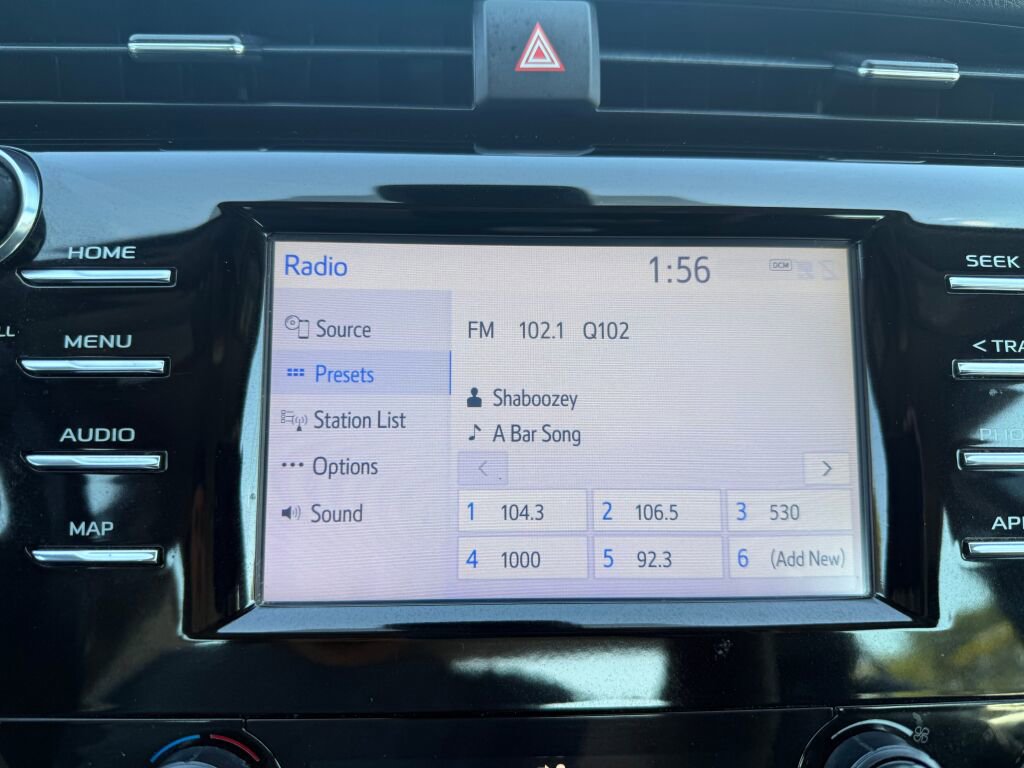 HOME
MENU
AUDIO
MAP
Radio
1:56
DCM
Source
Presets
Station List
Options
Sound
FM 102.1 Q102
Shaboozey
A Bar Song
< >
1 104.3 2 106.5 3 530
4 1000 5 92.3 6 (Add New)
SEEK
< TRA